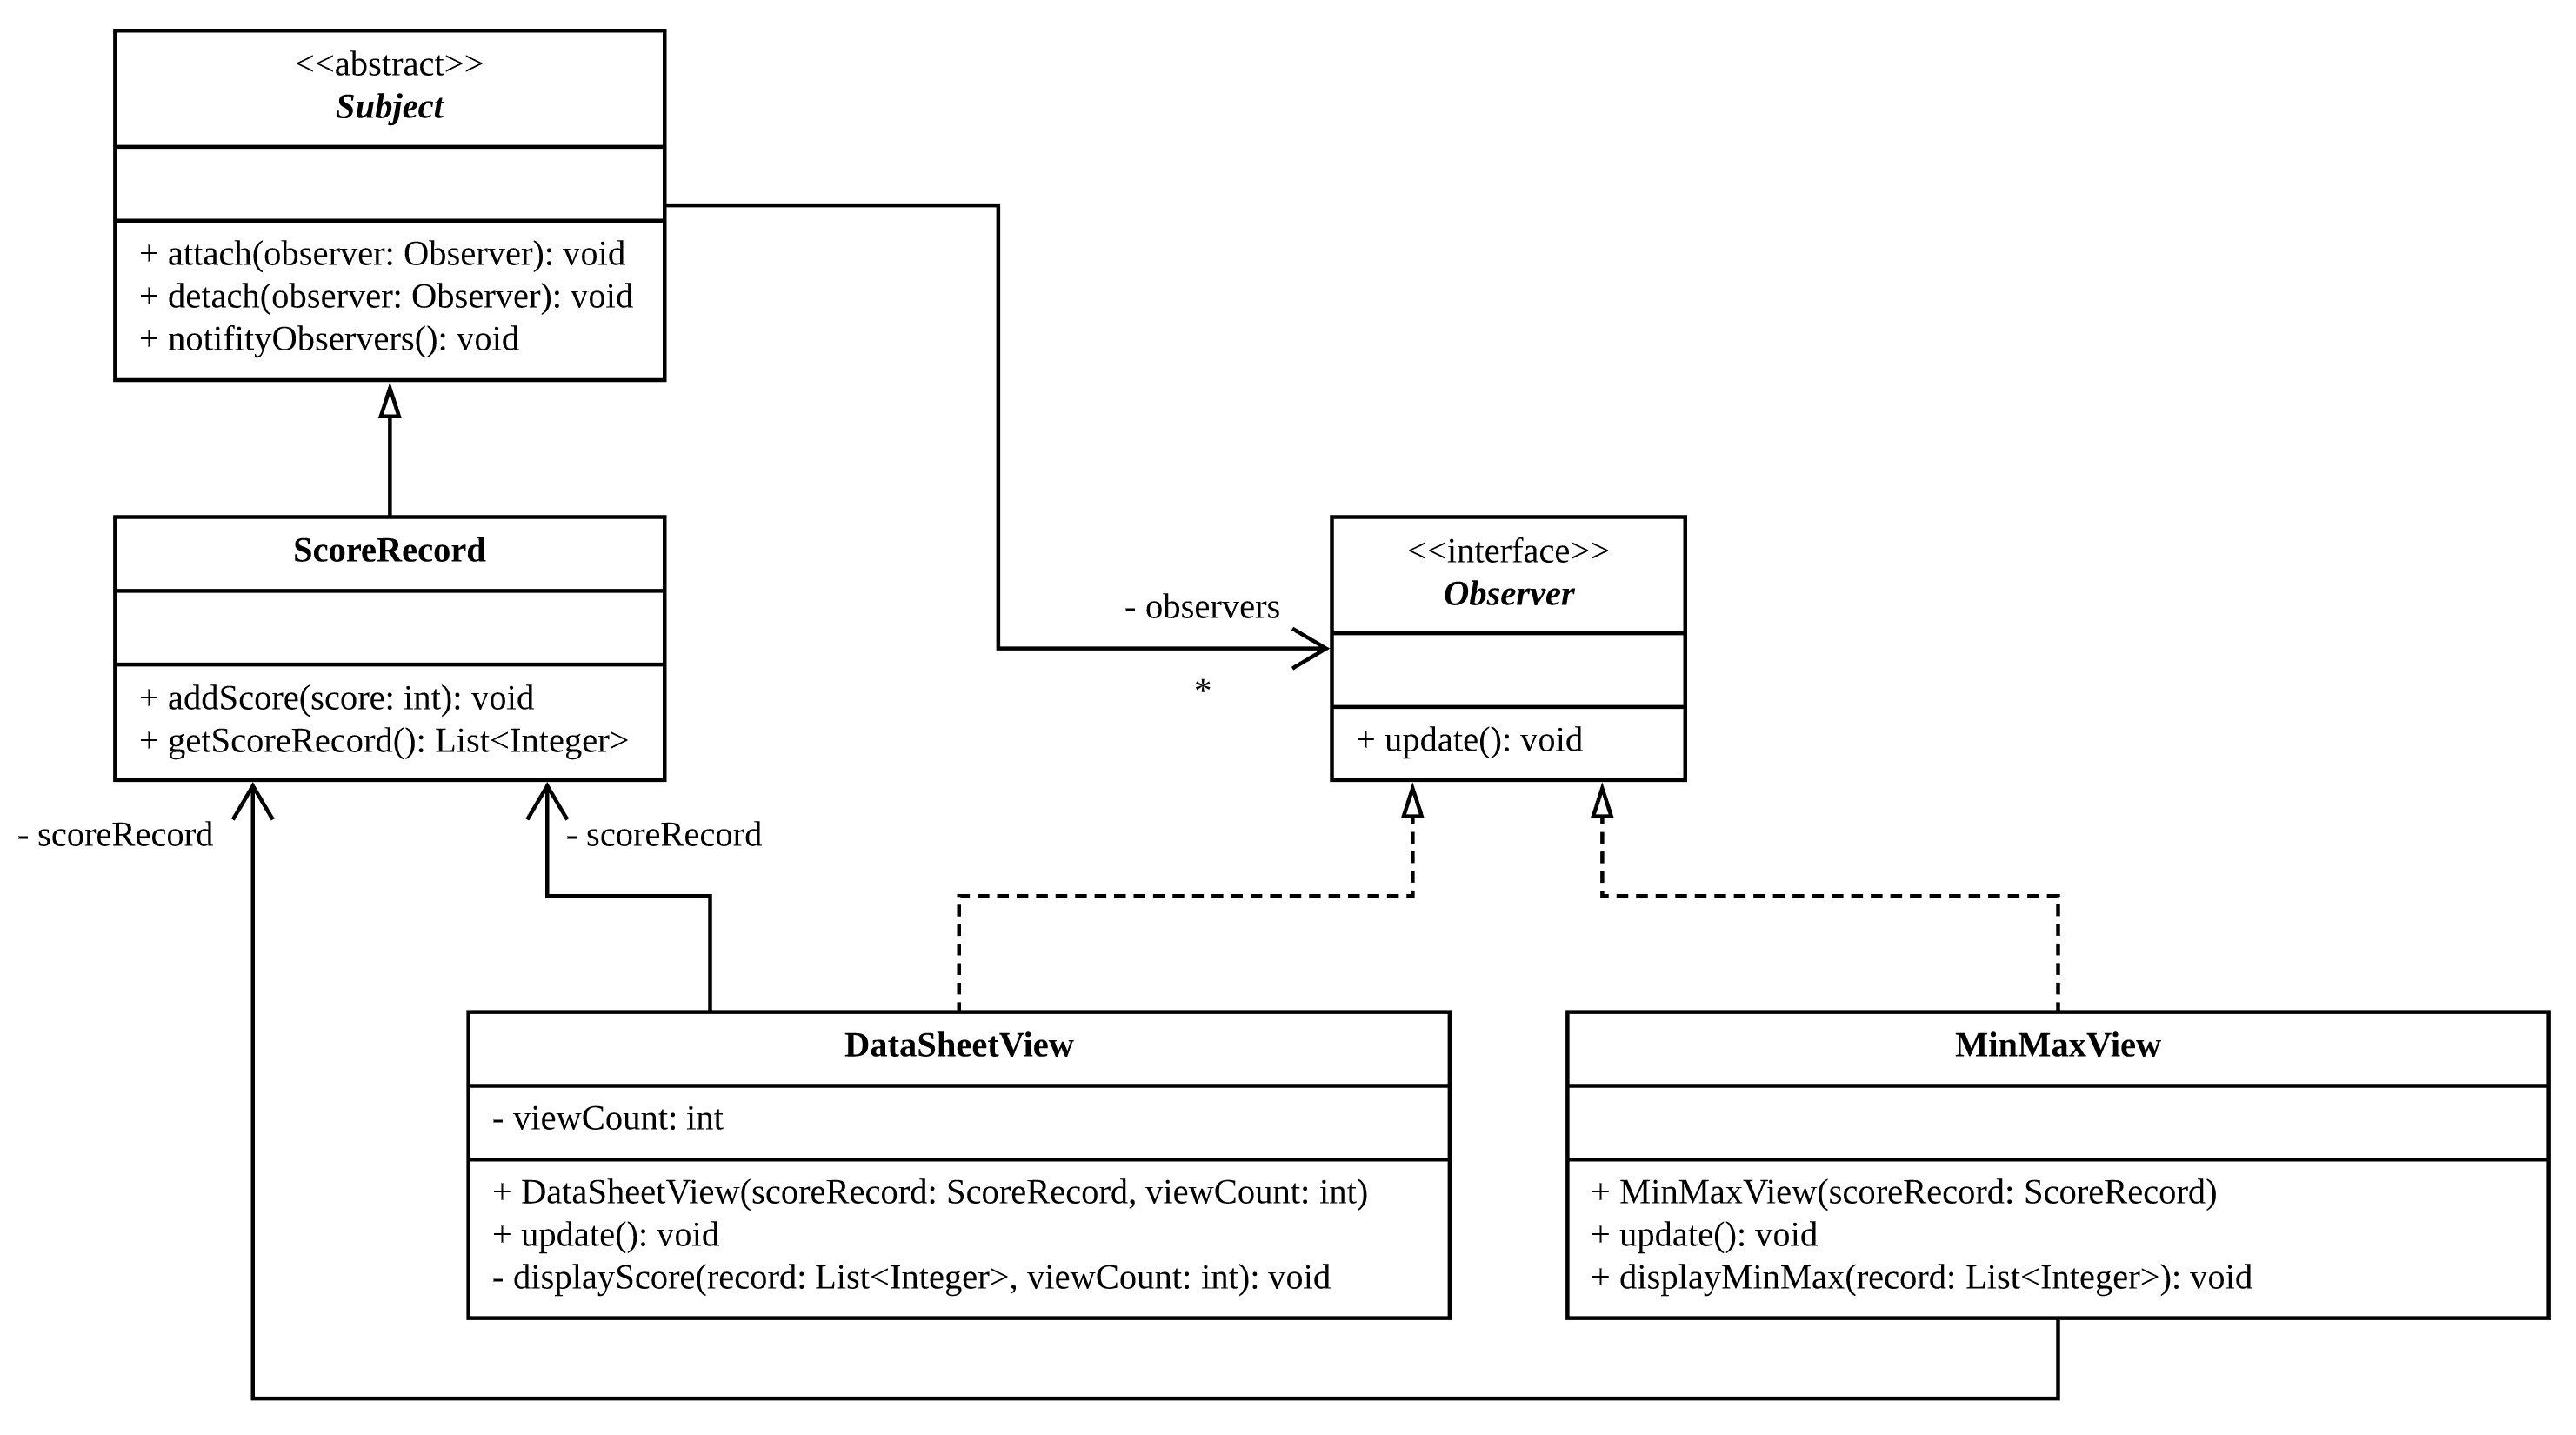 <<abstract>>
Subject
+ attach(observer: Observer): void
+ detach(observer: Observer): void
+ notifityObservers(): void
ScoreRecord
+ addScore(score: int): void
+ getScoreRecord(): List<Integer>
- observers
*
<<interface>>
Observer
+ update(): void
- scoreRecord
- scoreRecord
DataSheetView
- viewCount: int
+ DataSheetView(scoreRecord: ScoreRecord, viewCount: int)
+ update(): void
- displayScore(record: List<Integer>, viewCount: int): void
MinMaxView
+ MinMaxView(scoreRecord: ScoreRecord)
+ update(): void
+ displayMinMax(record: List<Integer>): void